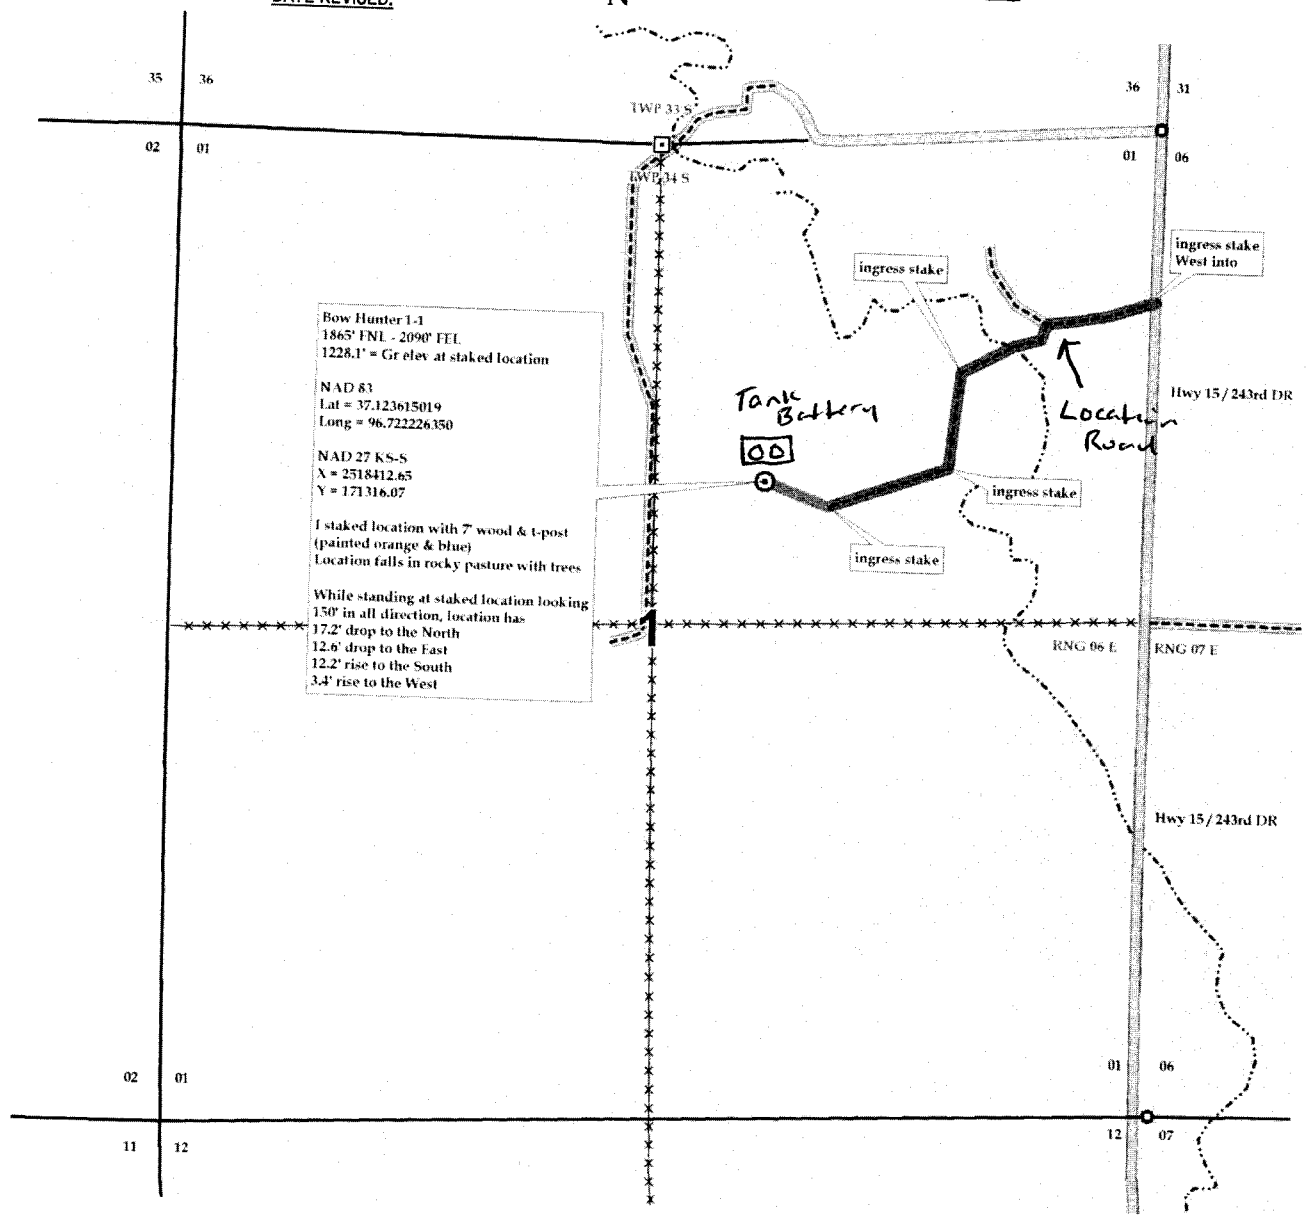 DATE REVISED:
N
35 36
36 31
TWP 33 S
02 01
01 06
TWP 34 S
ingress stake
West into
ingress stake
Bow Hunter 1-1
1865' FNL - 2090' FEL
1228.1' = Gr elev at staked location
NAD 83
Lat = 37.123615019
Long = 96.722226350
NAD 27 KS-S
X = 2518412.65
Y = 171316.07
I staked location with 7' wood & t-post
(painted orange & blue)
Location falls in rocky pasture with trees
While standing at staked location looking
150' in all direction, location has
17.2' drop to the North
12.6' drop to the East
12.2' rise to the South
3.4' rise to the West
Tank
Battery
Hwy 15/243rd DR
Location
Road
ingress stake
ingress stake
RNG 06 E
RNG 07 E
Hwy 15/243rd DR
02 01
01 06
11 12
12 07